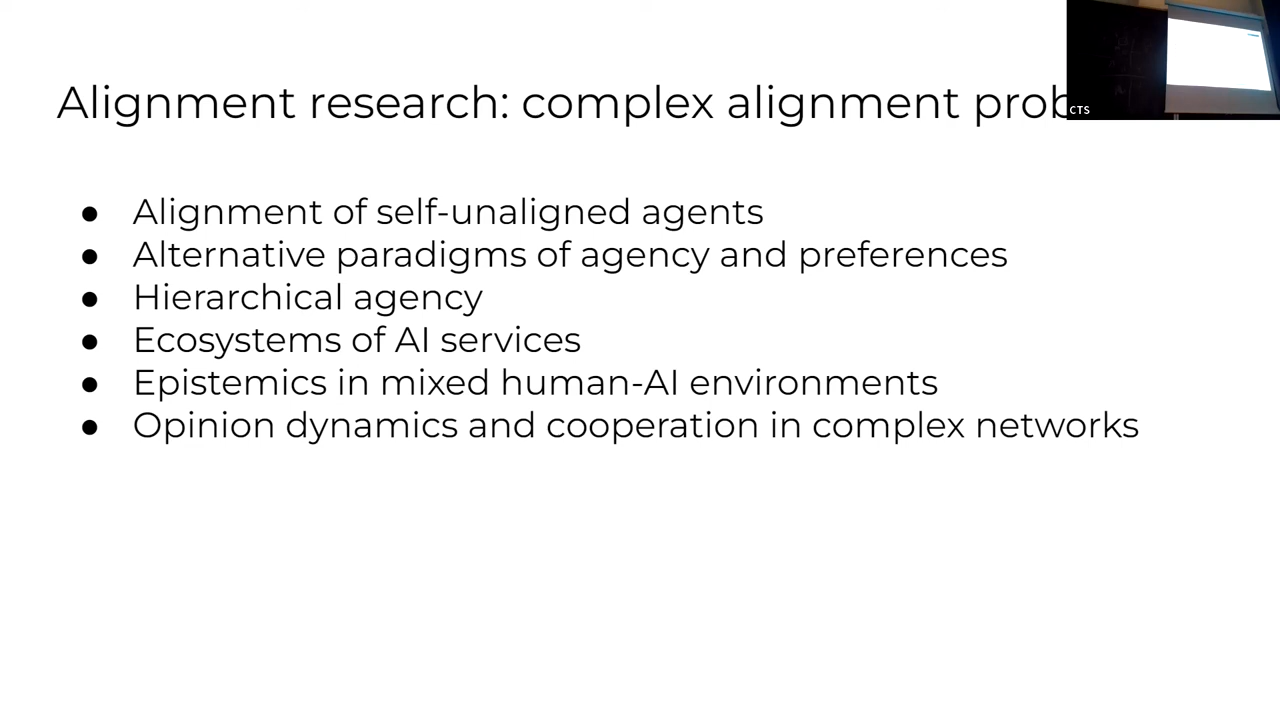 Alignment research: complex alignment prob
CTS
● Alignment of self-unaligned agents
● Alternative paradigms of agency and preferences
● Hierarchical agency
● Ecosystems of AI services
● Epistemics in mixed human-AI environments
● Opinion dynamics and cooperation in complex networks